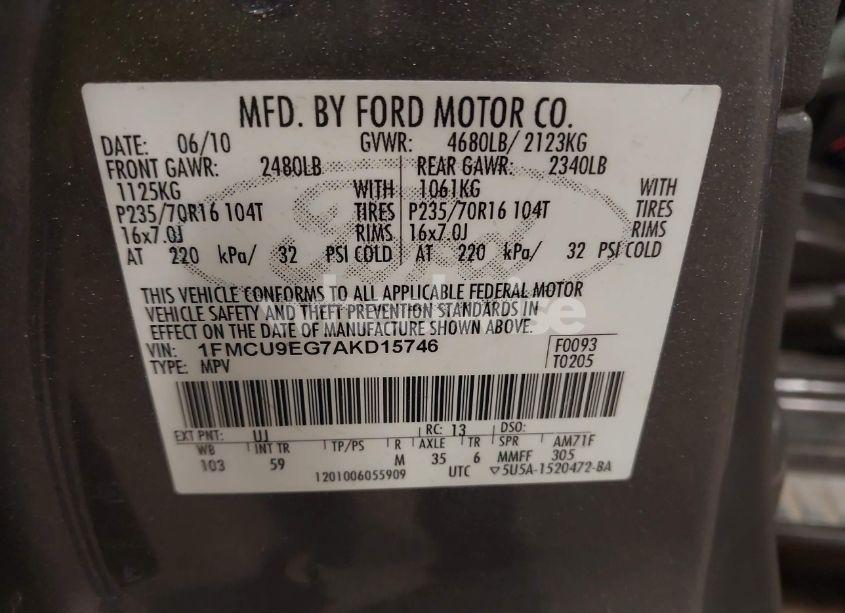 MFD. BY FORD MOTOR CO.
DATE: 06/10 GVWR: 4680LB/ 2123KG
FRONT GAWR: 2480LB REAR GAWR: 2340LB
1125KG WITH 1061KG WITH
P235/70R16 104T TIRES P235/70R16 104T TIRES
16x7.0J RIMS 16x7.0J RIMS
AT 220 kPa/ 32 PSI COLD AT 220 kPa/ 32 PSI COLD
THIS VEHICLE CONFORMS TO ALL APPLICABLE FEDERAL MOTOR
VEHICLE SAFETY AND THEFT PREVENTION STANDARDS IN
EFFECT ON THE DATE OF MANUFACTURE SHOWN ABOVE.
VIN: 1FMCU9EG7AKD15746 F0093
TYPE: MPV T0205
EXT PNT: UJ RC: 13 DSO:
WB INT TR TP/PS R AXLE TR SPR AM71F
103 59 M 35 6 MMFF 305
1201006055909 UTC ▽5U5A-1520472-BA